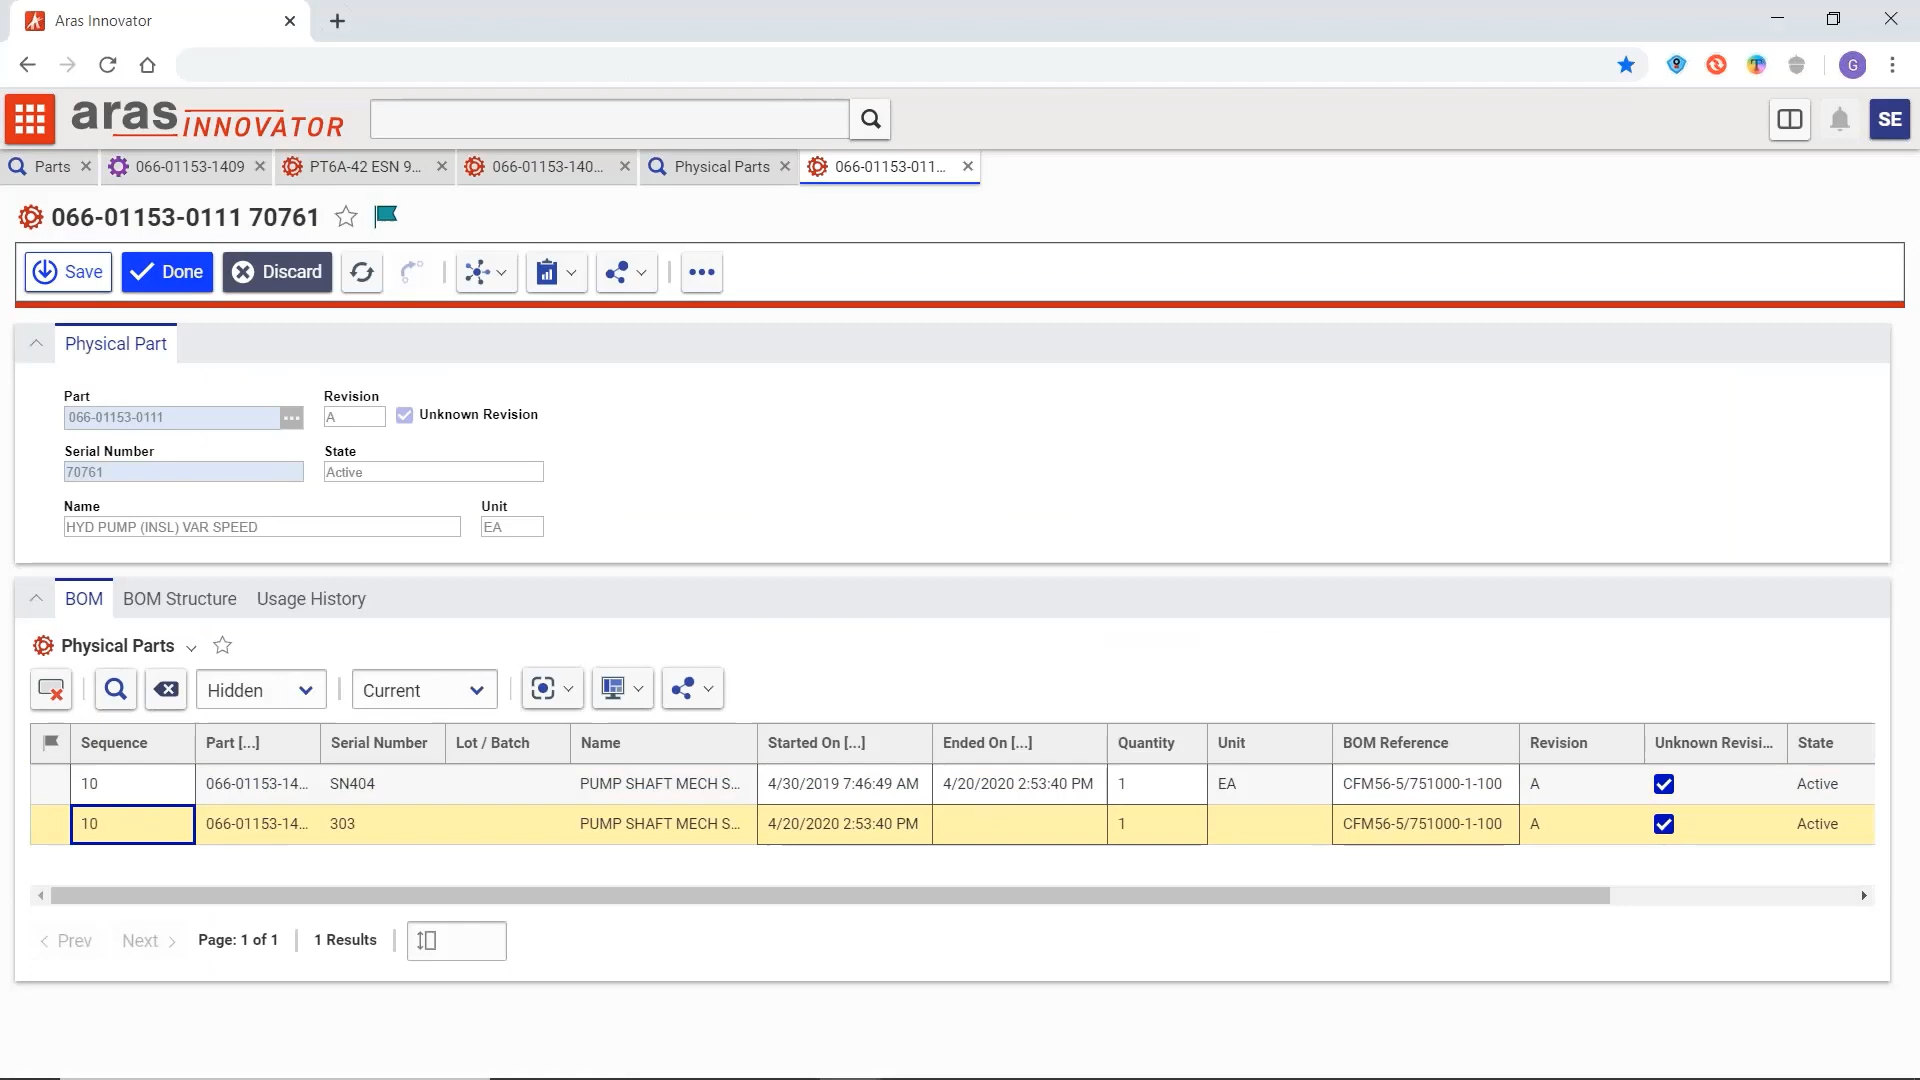 Aras Innovator
G
aras INNOVATOR
SE
Parts
066-01153-1409
PT6A-42 ESN 9...
066-01153-140...
Physical Parts
066-01153-011...
066-01153-0111 70761
Save
Done
Discard
Physical Part
Part
Revision
066-01153-0111
A
Unknown Revision
Serial Number
State
70761
Active
Name
Unit
HYD PUMP (INSL) VAR SPEED
EA
BOM
BOM Structure
Usage History
Physical Parts
Hidden
Current
Sequence Part [...] Serial Number Lot / Batch Name Started On [...] Ended On [...] Quantity Unit BOM Reference Revision Unknown Revisi... State
10 066-01153-14... SN404 PUMP SHAFT MECH S... 4/30/2019 7:46:49 AM 4/20/2020 2:53:40 PM 1 EA CFM56-5/751000-1-100 A Active
10 066-01153-14... 303 PUMP SHAFT MECH S... 4/20/2020 2:53:40 PM 1 CFM56-5/751000-1-100 A Active
Prev
Next
Page: 1 of 1
1 Results